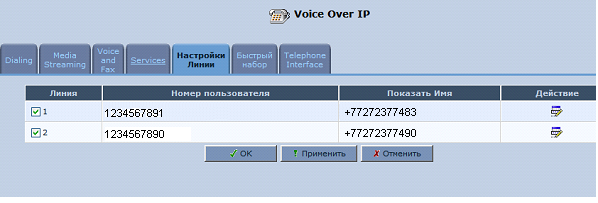 Voice Over IP
Dialing
Media
Streaming
Voice
and
Fax
Services
Настройки
Линии
Быстрый
набор
Telephone
Interface
Линия Номер пользователя Показать Имя Действие
1 1234567891 +77272377483
2 1234567890 +77272377490
OK Применить Отменить